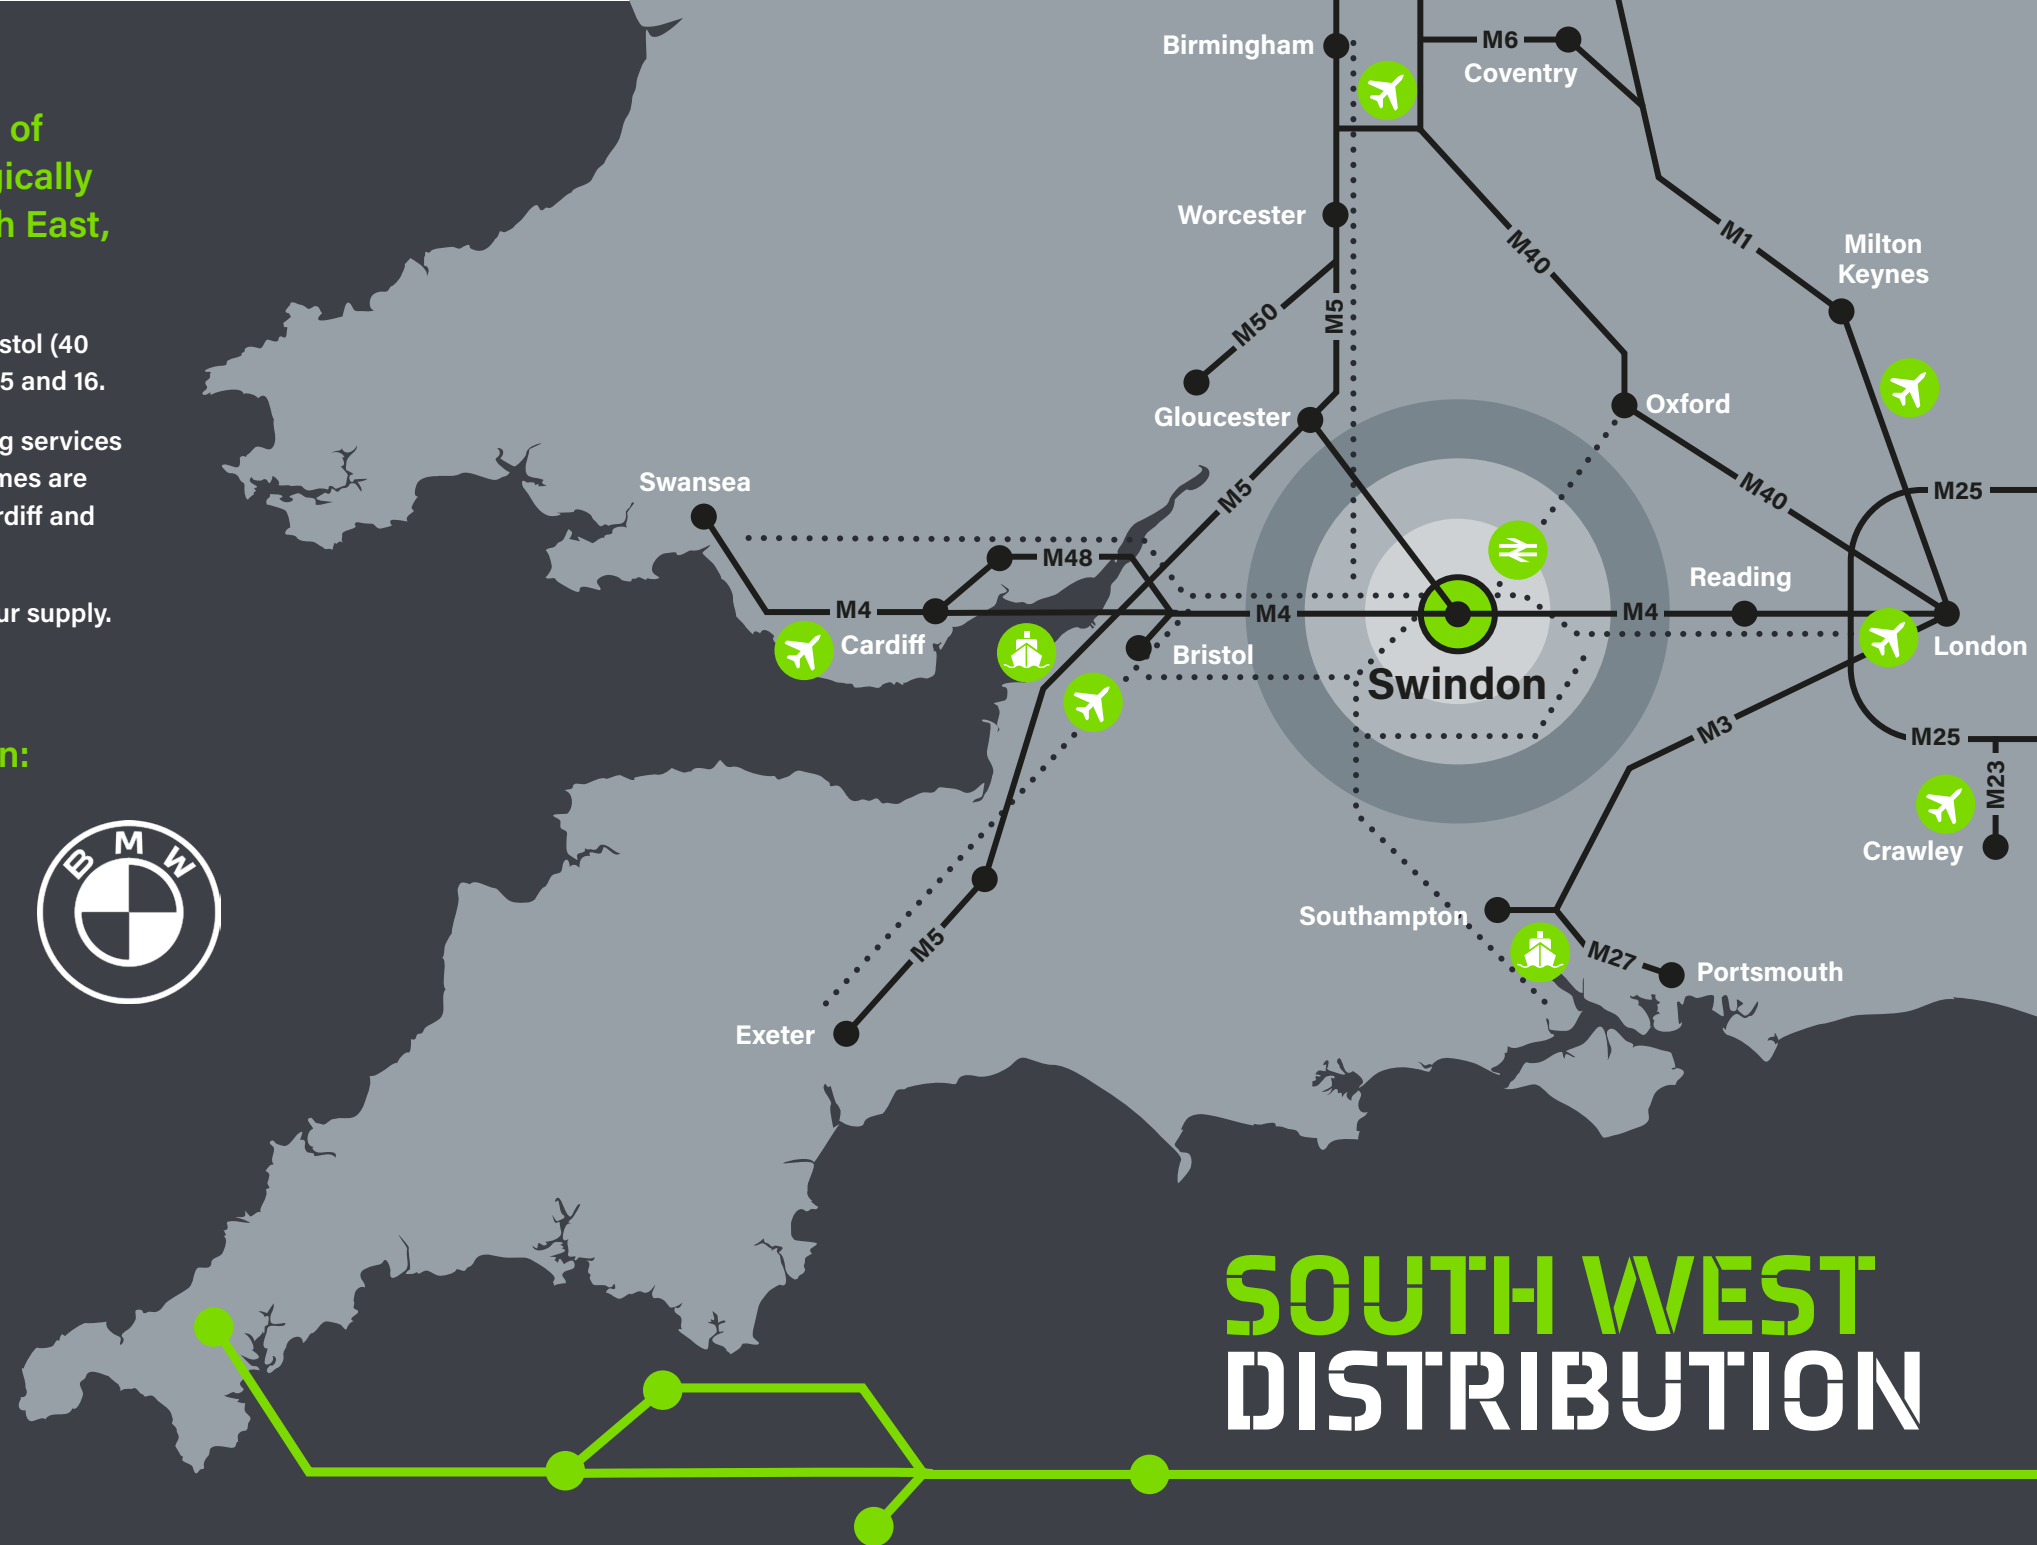 of
gically
h East,
stol (40
5 and 16.
g services
mes are
rdiff and
ur supply.
n:
BMW
Birmingham
M6
Coventry
Worcester
M40
M1
Milton
Keynes
M50
M5
Gloucester
Oxford
M40
M25
Swansea
M5
M48
Reading
M4
M4
M4
Cardiff
Bristol
London
Swindon
M3
M25
M23
Crawley
Southampton
M5
M27
Portsmouth
Exeter
SOUTH WEST
DISTRIBUTION